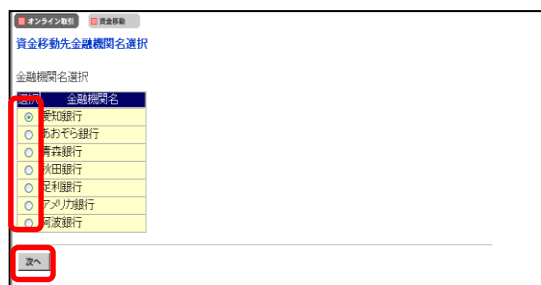 オンライン取引 資金移動
資金移動先金融機関名選択
金融機関名選択
選択 金融機関名
愛知銀行
あおぞら銀行
青森銀行
秋田銀行
足利銀行
アメリカ銀行
阿波銀行
次へ